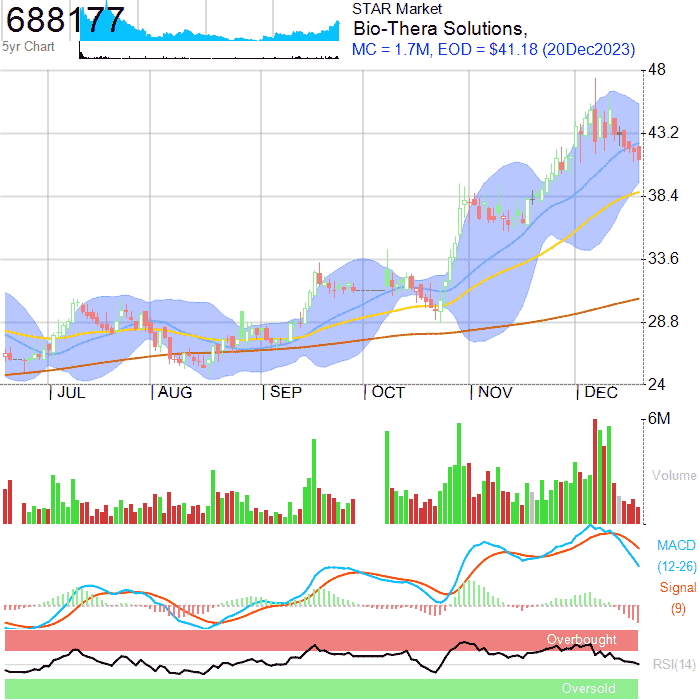 688177
5yr Chart
STAR Market
Bio-Thera Solutions,
MC = 1.7M, EOD = $41.18 (20Dec2023)
48
43.2
38.4
33.6
28.8
24
JUL AUG SEP OCT NOV DEC
6M
Volume
MACD
(12-26)
Signal
(9)
Overbought
RSI(14)
Oversold